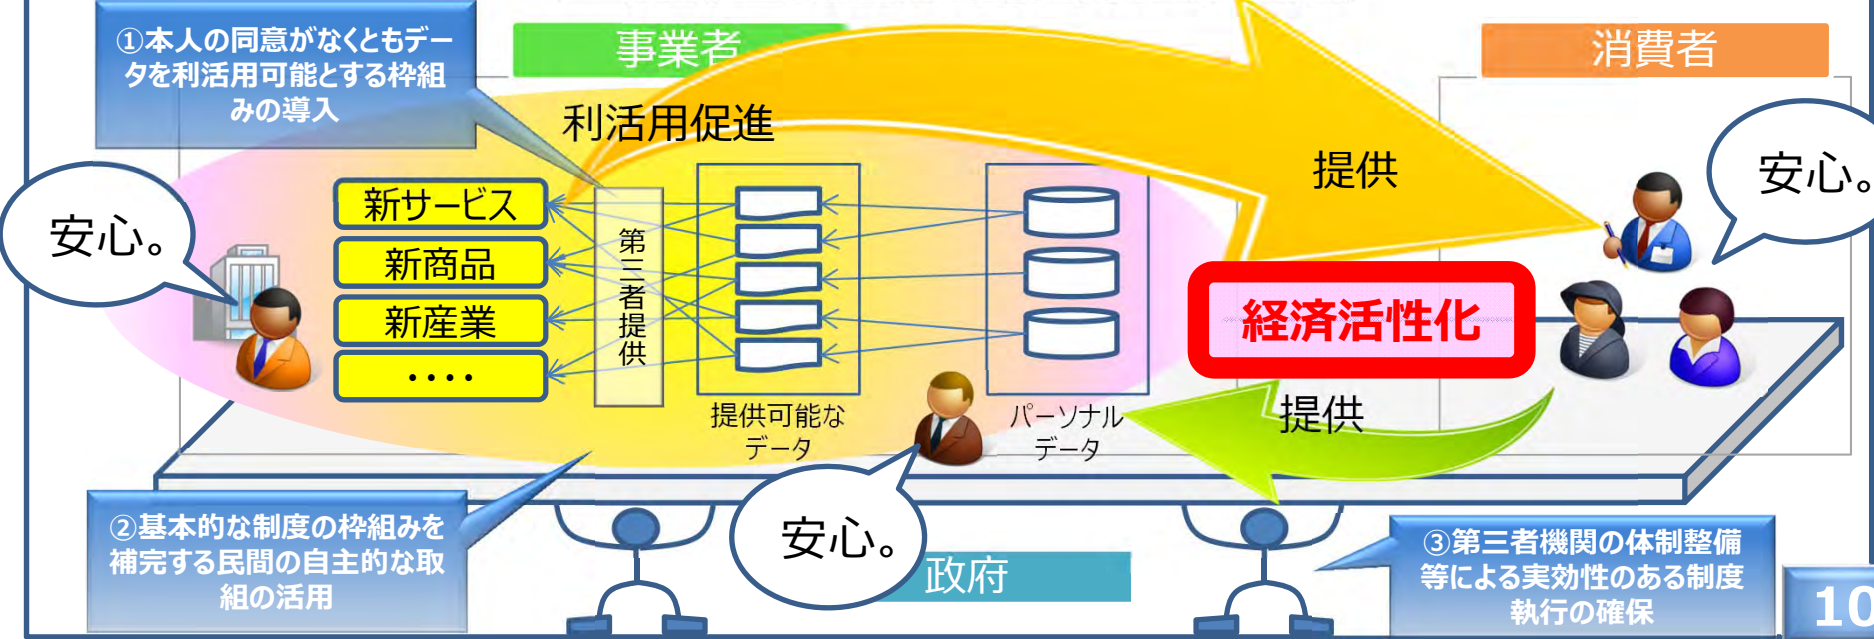 ①本人の同意がなくともデー
タを利活用可能とする枠組
みの導入
事業者
消費者
利活用促進
提供
安心。
安心。
新サービス
新商品
新産業
・・・・
第三者提供
提供可能な
データ
パーソナル
データ
経済活性化
提供
②基本的な制度の枠組みを
補完する民間の自主的な取
組の活用
安心。
政府
③第三者機関の体制整備
等による実効性のある制度
執行の確保
10